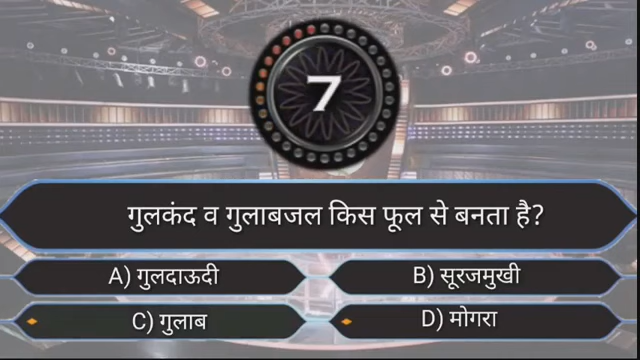 7
गुलकंद व गुलाबजल किस फूल से बनता है?
A) गुलदाऊदी
B) सूरजमुखी
C) गुलाब
D) मोगरा